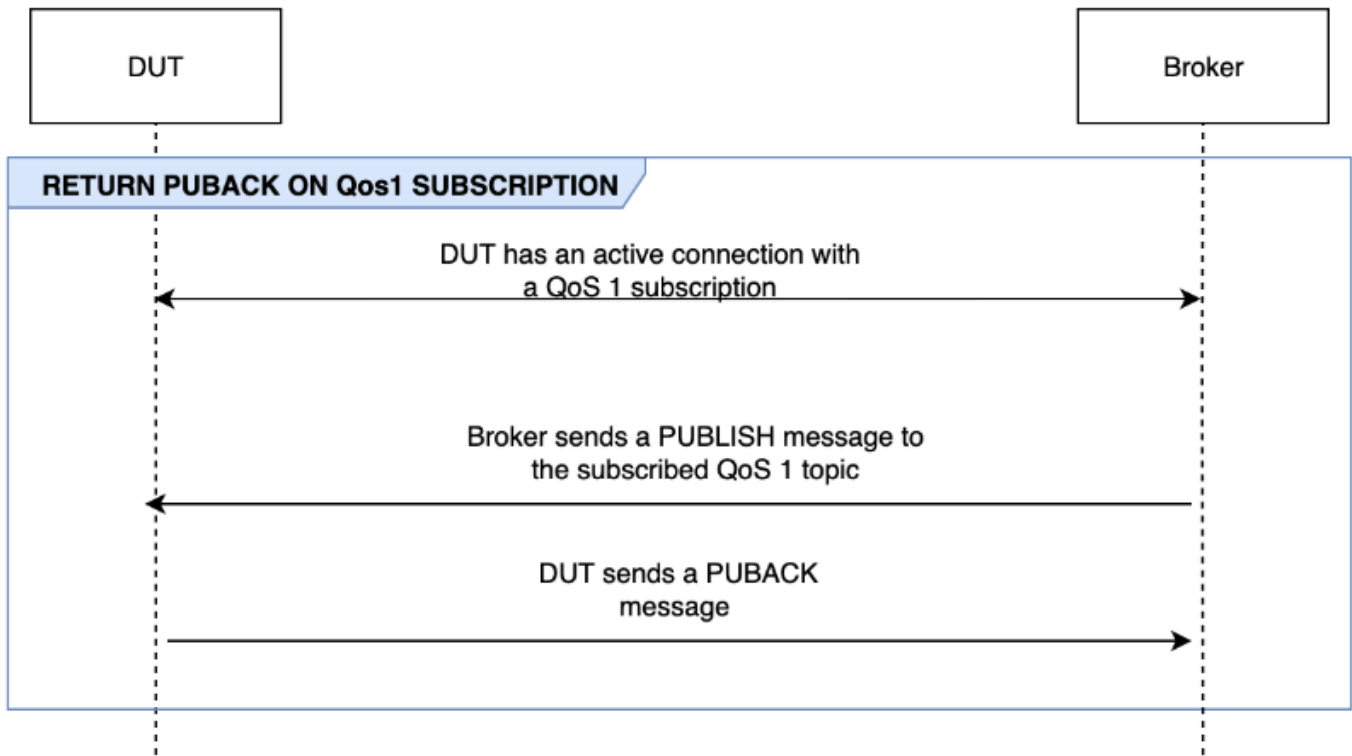 DUT
Broker
RETURN PUBACK ON Qos1 SUBSCRIPTION
DUT has an active connection with
a QoS 1 subscription
Broker sends a PUBLISH message to
the subscribed QoS 1 topic
DUT sends a PUBACK
message